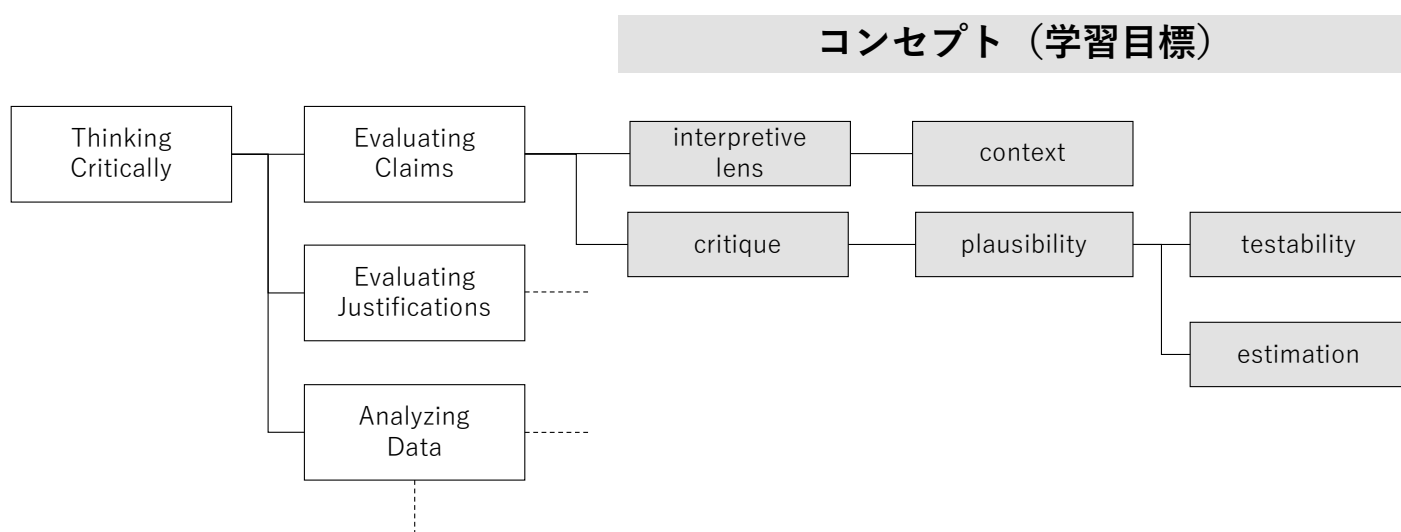 コンセプト（学習目標）
Thinking
Critically
Evaluating
Claims
interpretive
lens
context
critique
plausibility
testability
Evaluating
Justifications
estimation
Analyzing
Data